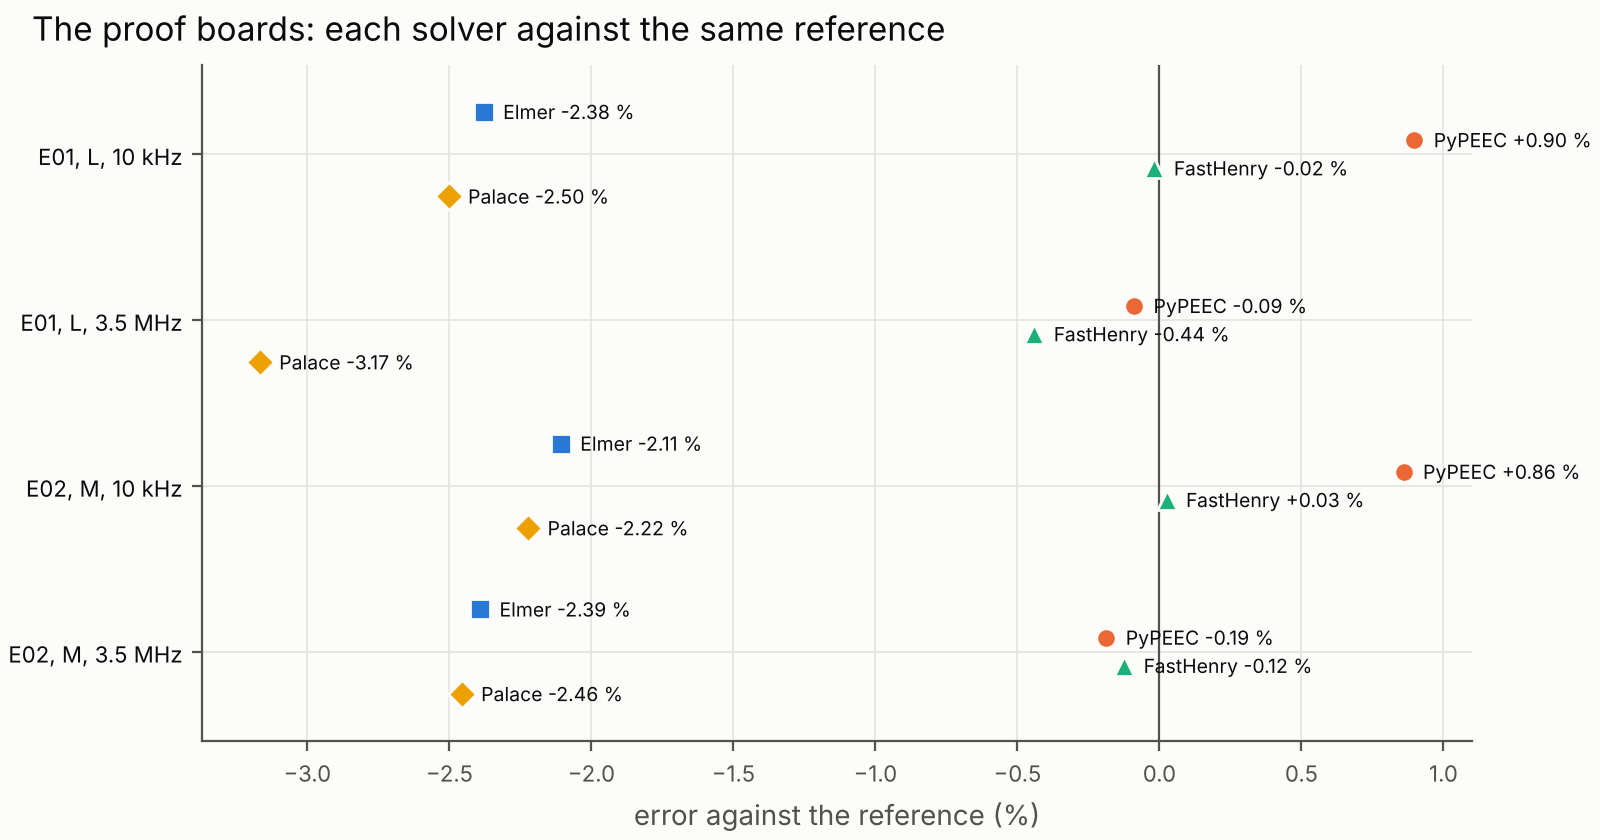 The proof boards: each solver against the same reference
Elmer -2.38 %
PyPEEC +0.90 %
E01, L, 10 kHz
FastHenry -0.02 %
Palace -2.50 %
PyPEEC -0.09 %
E01, L, 3.5 MHz
FastHenry -0.44 %
Palace -3.17 %
Elmer -2.11 %
PyPEEC +0.86 %
E02, M, 10 kHz
FastHenry +0.03 %
Palace -2.22 %
Elmer -2.39 %
PyPEEC -0.19 %
E02, M, 3.5 MHz
FastHenry -0.12 %
Palace -2.46 %
−3.0 −2.5 −2.0 −1.5 −1.0 −0.5 0.0 0.5 1.0
error against the reference (%)